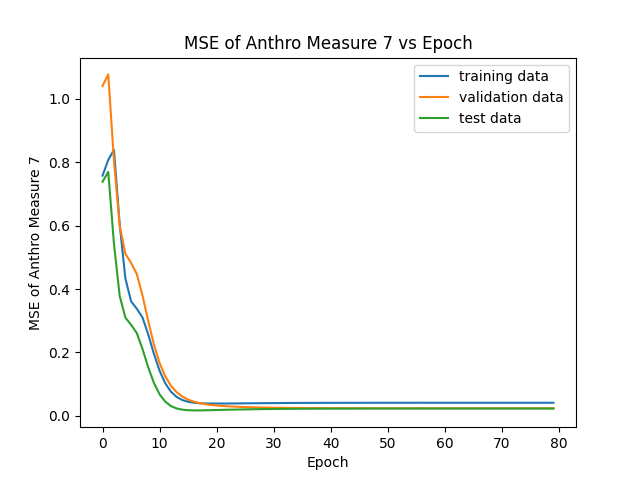 MSE of Anthro Measure 7 vs Epoch
training data
validation data
test data
MSE of Anthro Measure 7
1.0
0.8
0.6
0.4
0.2
0.0
0 10 20 30 40 50 60 70 80
Epoch